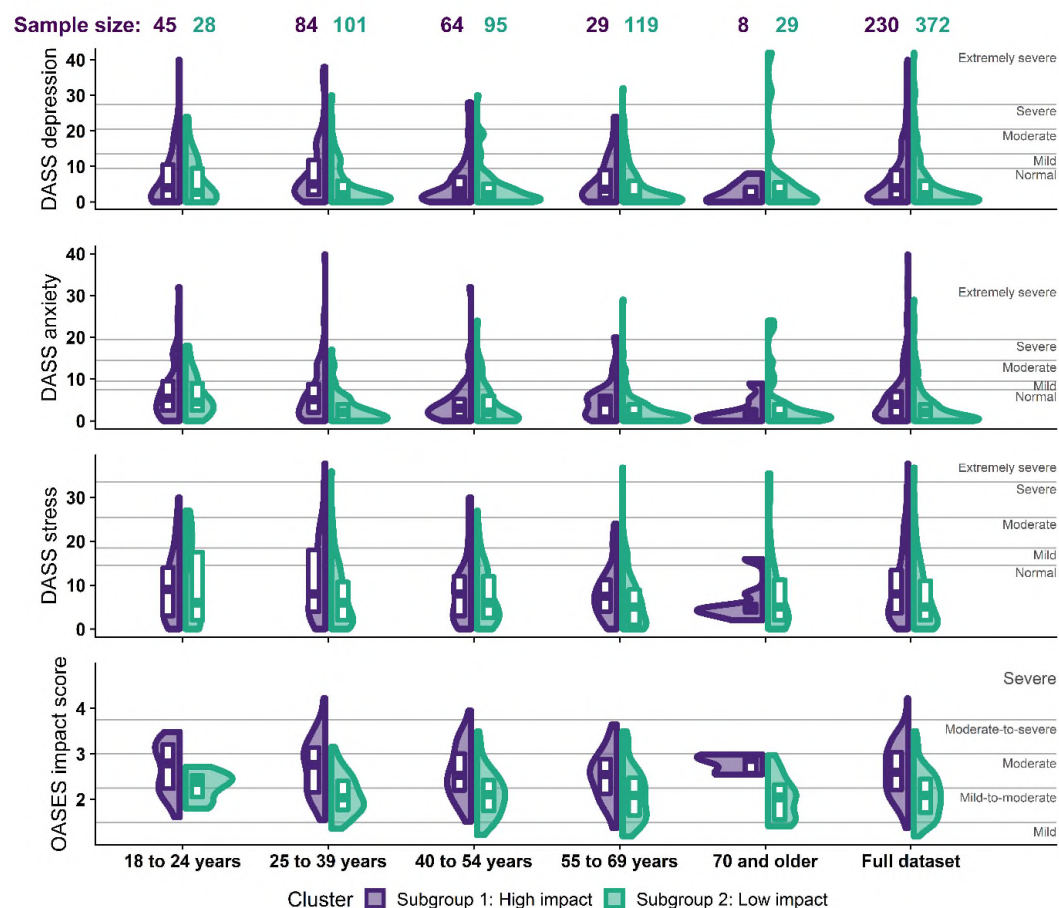 Sample size: 45 28 84 101 64 95 29 119 8 29 230 372
DASS depression
40
30
20
10
0
Extremely severe
Severe
Moderate
Mild
Normal
DASS anxiety
40
30
20
10
0
Extremely severe
Severe
Moderate
Mild
Normal
DASS stress
30
20
10
0
Extremely severe
Severe
Moderate
Mild
Normal
OASES impact score
4
3
2
Severe
Moderate-to-severe
Moderate
Mild-to-moderate
Mild
18 to 24 years 25 to 39 years 40 to 54 years 55 to 69 years 70 and older Full dataset
Cluster Subgroup 1: High impact Subgroup 2: Low impact